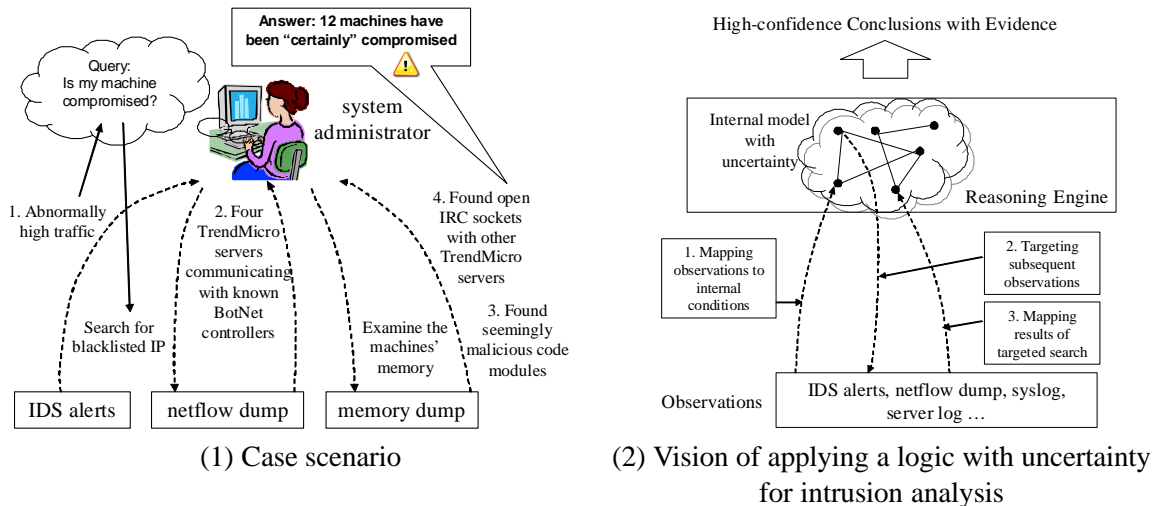 Answer: 12 machines have
been “certainly” compromised
Query:
Is my machine
compromised?
system
administrator
1. Abnormally
high traffic
2. Four
TrendMicro
servers
communicating
with known
BotNet
controllers
4. Found open
IRC sockets
with other
TrendMicro
servers
Search for
blacklisted IP
Examine the
machines’
memory
3. Found
seemingly
malicious code
modules
IDS alerts
netflow dump
memory dump
(1) Case scenario
High-confidence Conclusions with Evidence
Internal model
with
uncertainty
Reasoning Engine
1. Mapping
observations to
internal
conditions
2. Targeting
subsequent
observations
3. Mapping
results of
targeted search
Observations
IDS alerts, netflow dump, syslog,
server log …
(2) Vision of applying a logic with uncertainty
for intrusion analysis